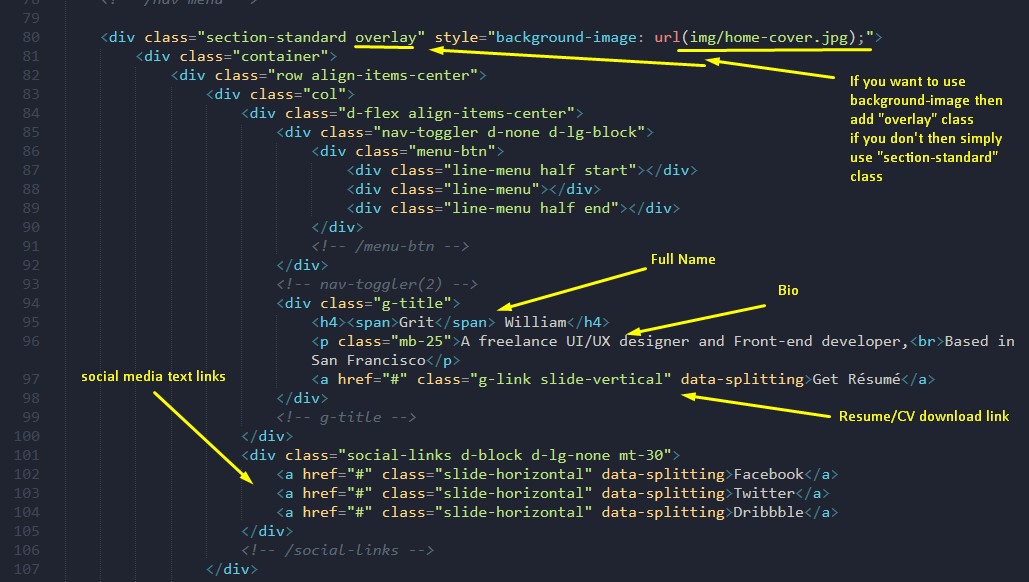 78 <!-- /nav-menu -->
79
80 <div class="section-standard overlay" style="background-image: url(img/home-cover.jpg);">
81 <div class="container">
82 <div class="row align-items-center">
83 <div class="col">
84 <div class="d-flex align-items-center">
85 <div class="nav-toggler d-none d-lg-block">
86 <div class="menu-btn">
87 <div class="line-menu half start"></div>
88 <div class="line-menu"></div>
89 <div class="line-menu half end"></div>
90 </div>
91 <!-- /menu-btn -->
92 </div>
93 <!-- nav-toggler(2) -->
94 <div class="g-title">
95 <h4><span>Grit</span> William</h4>
96 <p class="mb-25">A freelance UI/UX designer and Front-end developer,<br>Based in
San Francisco</p>
97 <a href="#" class="g-link slide-vertical" data-splitting>Get Résumé</a>
98 </div>
99 <!-- g-title -->
100 </div>
101 <div class="social-links d-block d-lg-none mt-30">
102 <a href="#" class="slide-horizontal" data-splitting>Facebook</a>
103 <a href="#" class="slide-horizontal" data-splitting>Twitter</a>
104 <a href="#" class="slide-horizontal" data-splitting>Dribbble</a>
105 </div>
106 <!-- /social-links -->
107 </div>
If you want to use
background-image then
add "overlay" class
if you don't then simply
use "section-standard"
class
Full Name
Bio
social media text links
Resume/CV download link